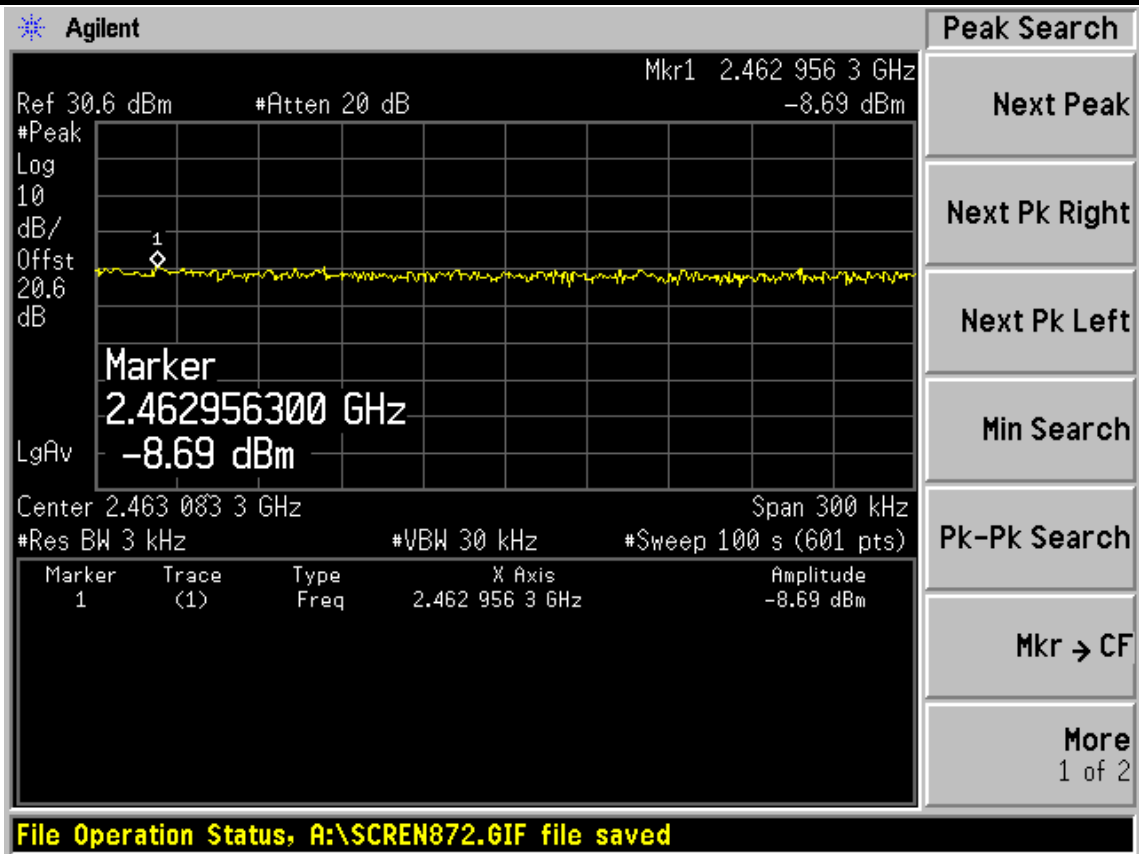 Agilent
Peak Search
Mkr1 2.462 956 3 GHz
Ref 30.6 dBm #Atten 20 dB -8.69 dBm
#Peak
Log
10
dB/
Offst
20.6
dB
LgAv
1
Marker
2.462956300 GHz
-8.69 dBm
Center 2.463 083 3 GHz Span 300 kHz
#Res BW 3 kHz #VBW 30 kHz #Sweep 100 s (601 pts)
Marker Trace Type X Axis Amplitude
1 (1) Freq 2.462 956 3 GHz -8.69 dBm
Next Peak
Next Pk Right
Next Pk Left
Min Search
Pk-Pk Search
Mkr → CF
More
1 of 2
File Operation Status, A:\SCREN872.GIF file saved